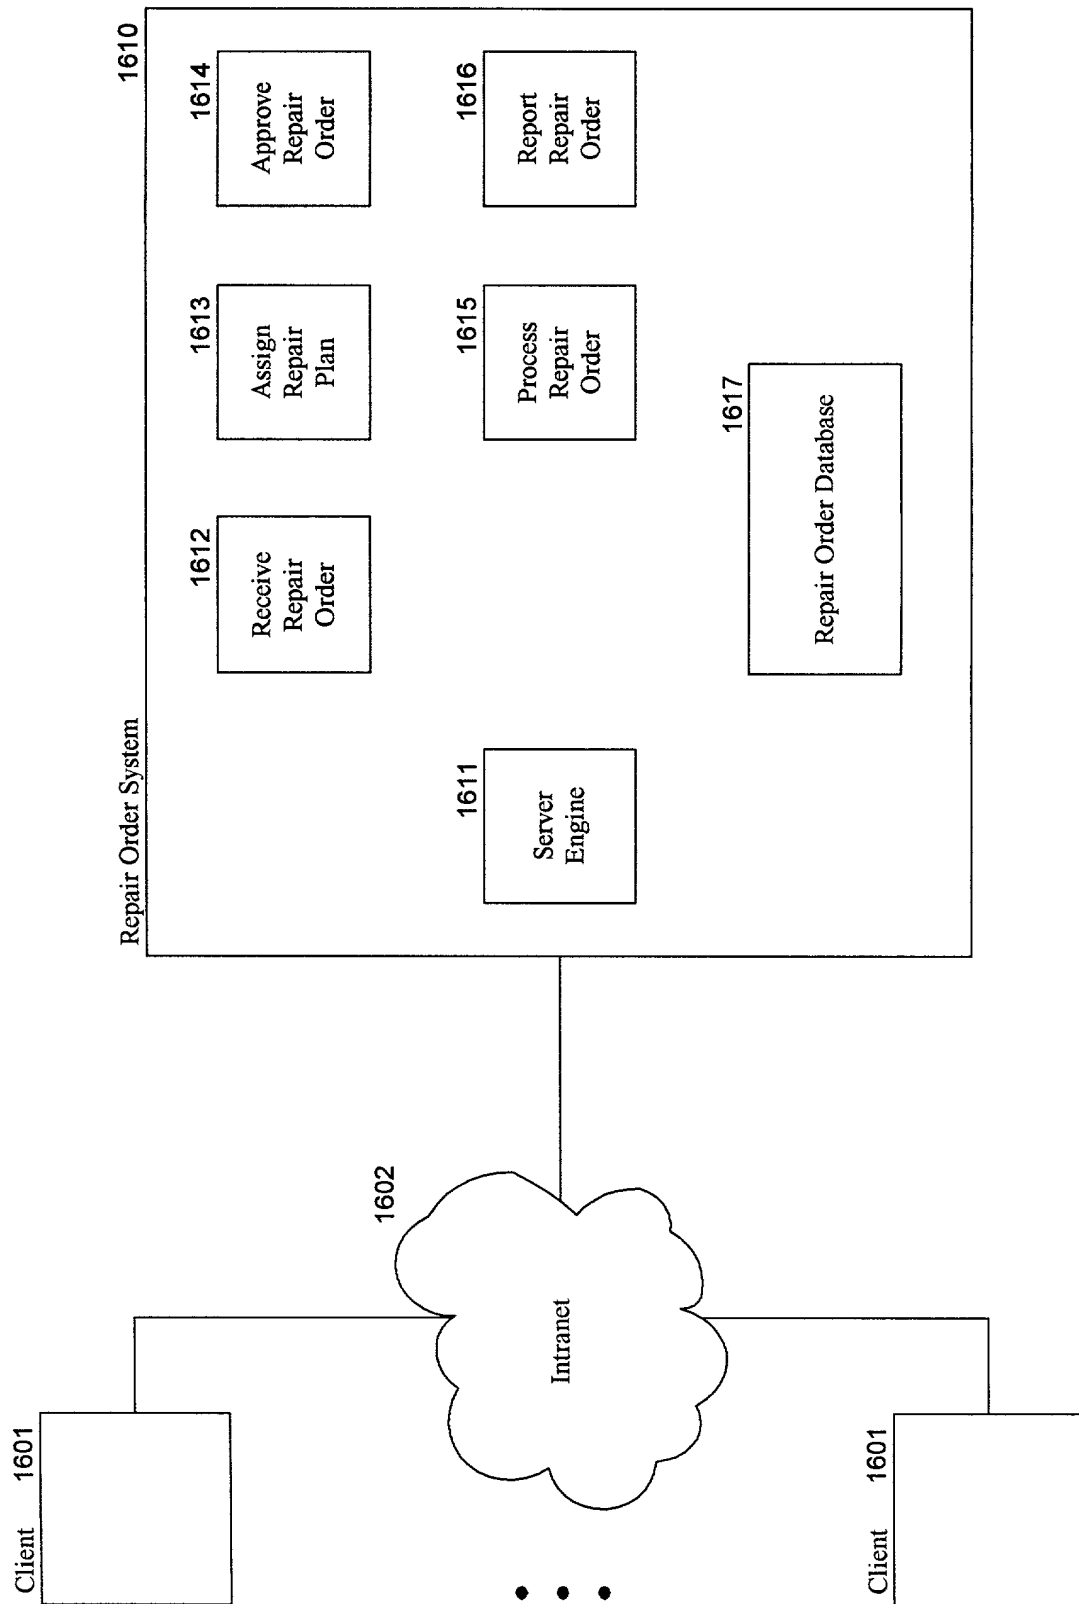 Client 1601
Client 1601
1602
Intranet
Repair Order System 1610
1611
Server
Engine
1612
Receive
Repair
Order
1613
Assign
Repair
Plan
1614
Approve
Repair
Order
1615
Process
Repair
Order
1616
Report
Repair
Order
1617
Repair Order Database